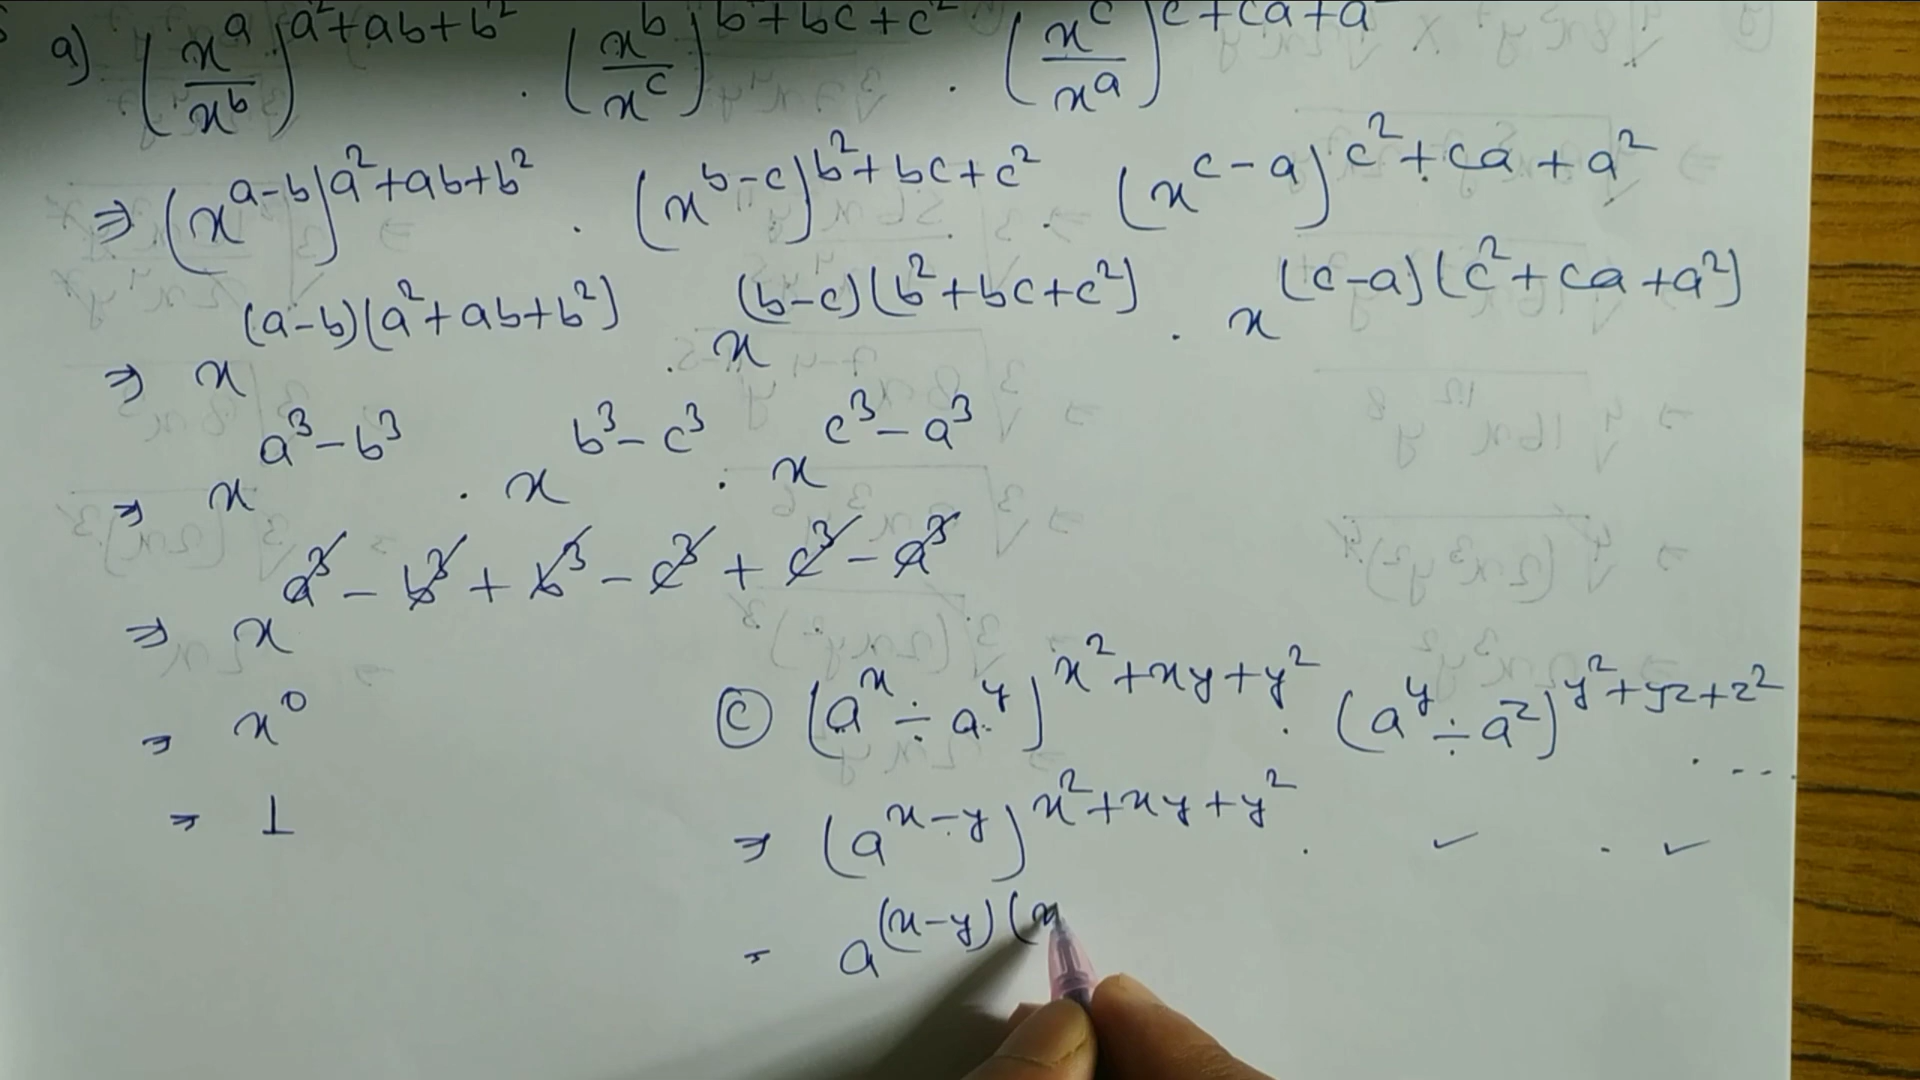 a) (x^a/x^b)^a²+ab+b² . (x^b/x^c)^b²+bc+c² . (x^c/x^a)^c²+ca+a²
⇒ (x^a-b)^a²+ab+b² . (x^b-c)^b²+bc+c² . (x^c-a)^c²+ca+a²
⇒ x^(a-b)(a²+ab+b²) . x^(b-c)(b²+bc+c²) . x^(c-a)(c²+ca+a²)
⇒ x^a³-b³ . x^b³-c³ . x^c³-a³
⇒ x^a³-b³+b³-c³+c³-a³
= x⁰
= 1
(c) (a^x ÷ a^y)^x²+xy+y² . (a^y ÷ a^z)^y²+yz+z² . ...
⇒ (a^x-y)^x²+xy+y² . ✓ . ✓
= a^(x-y)(x